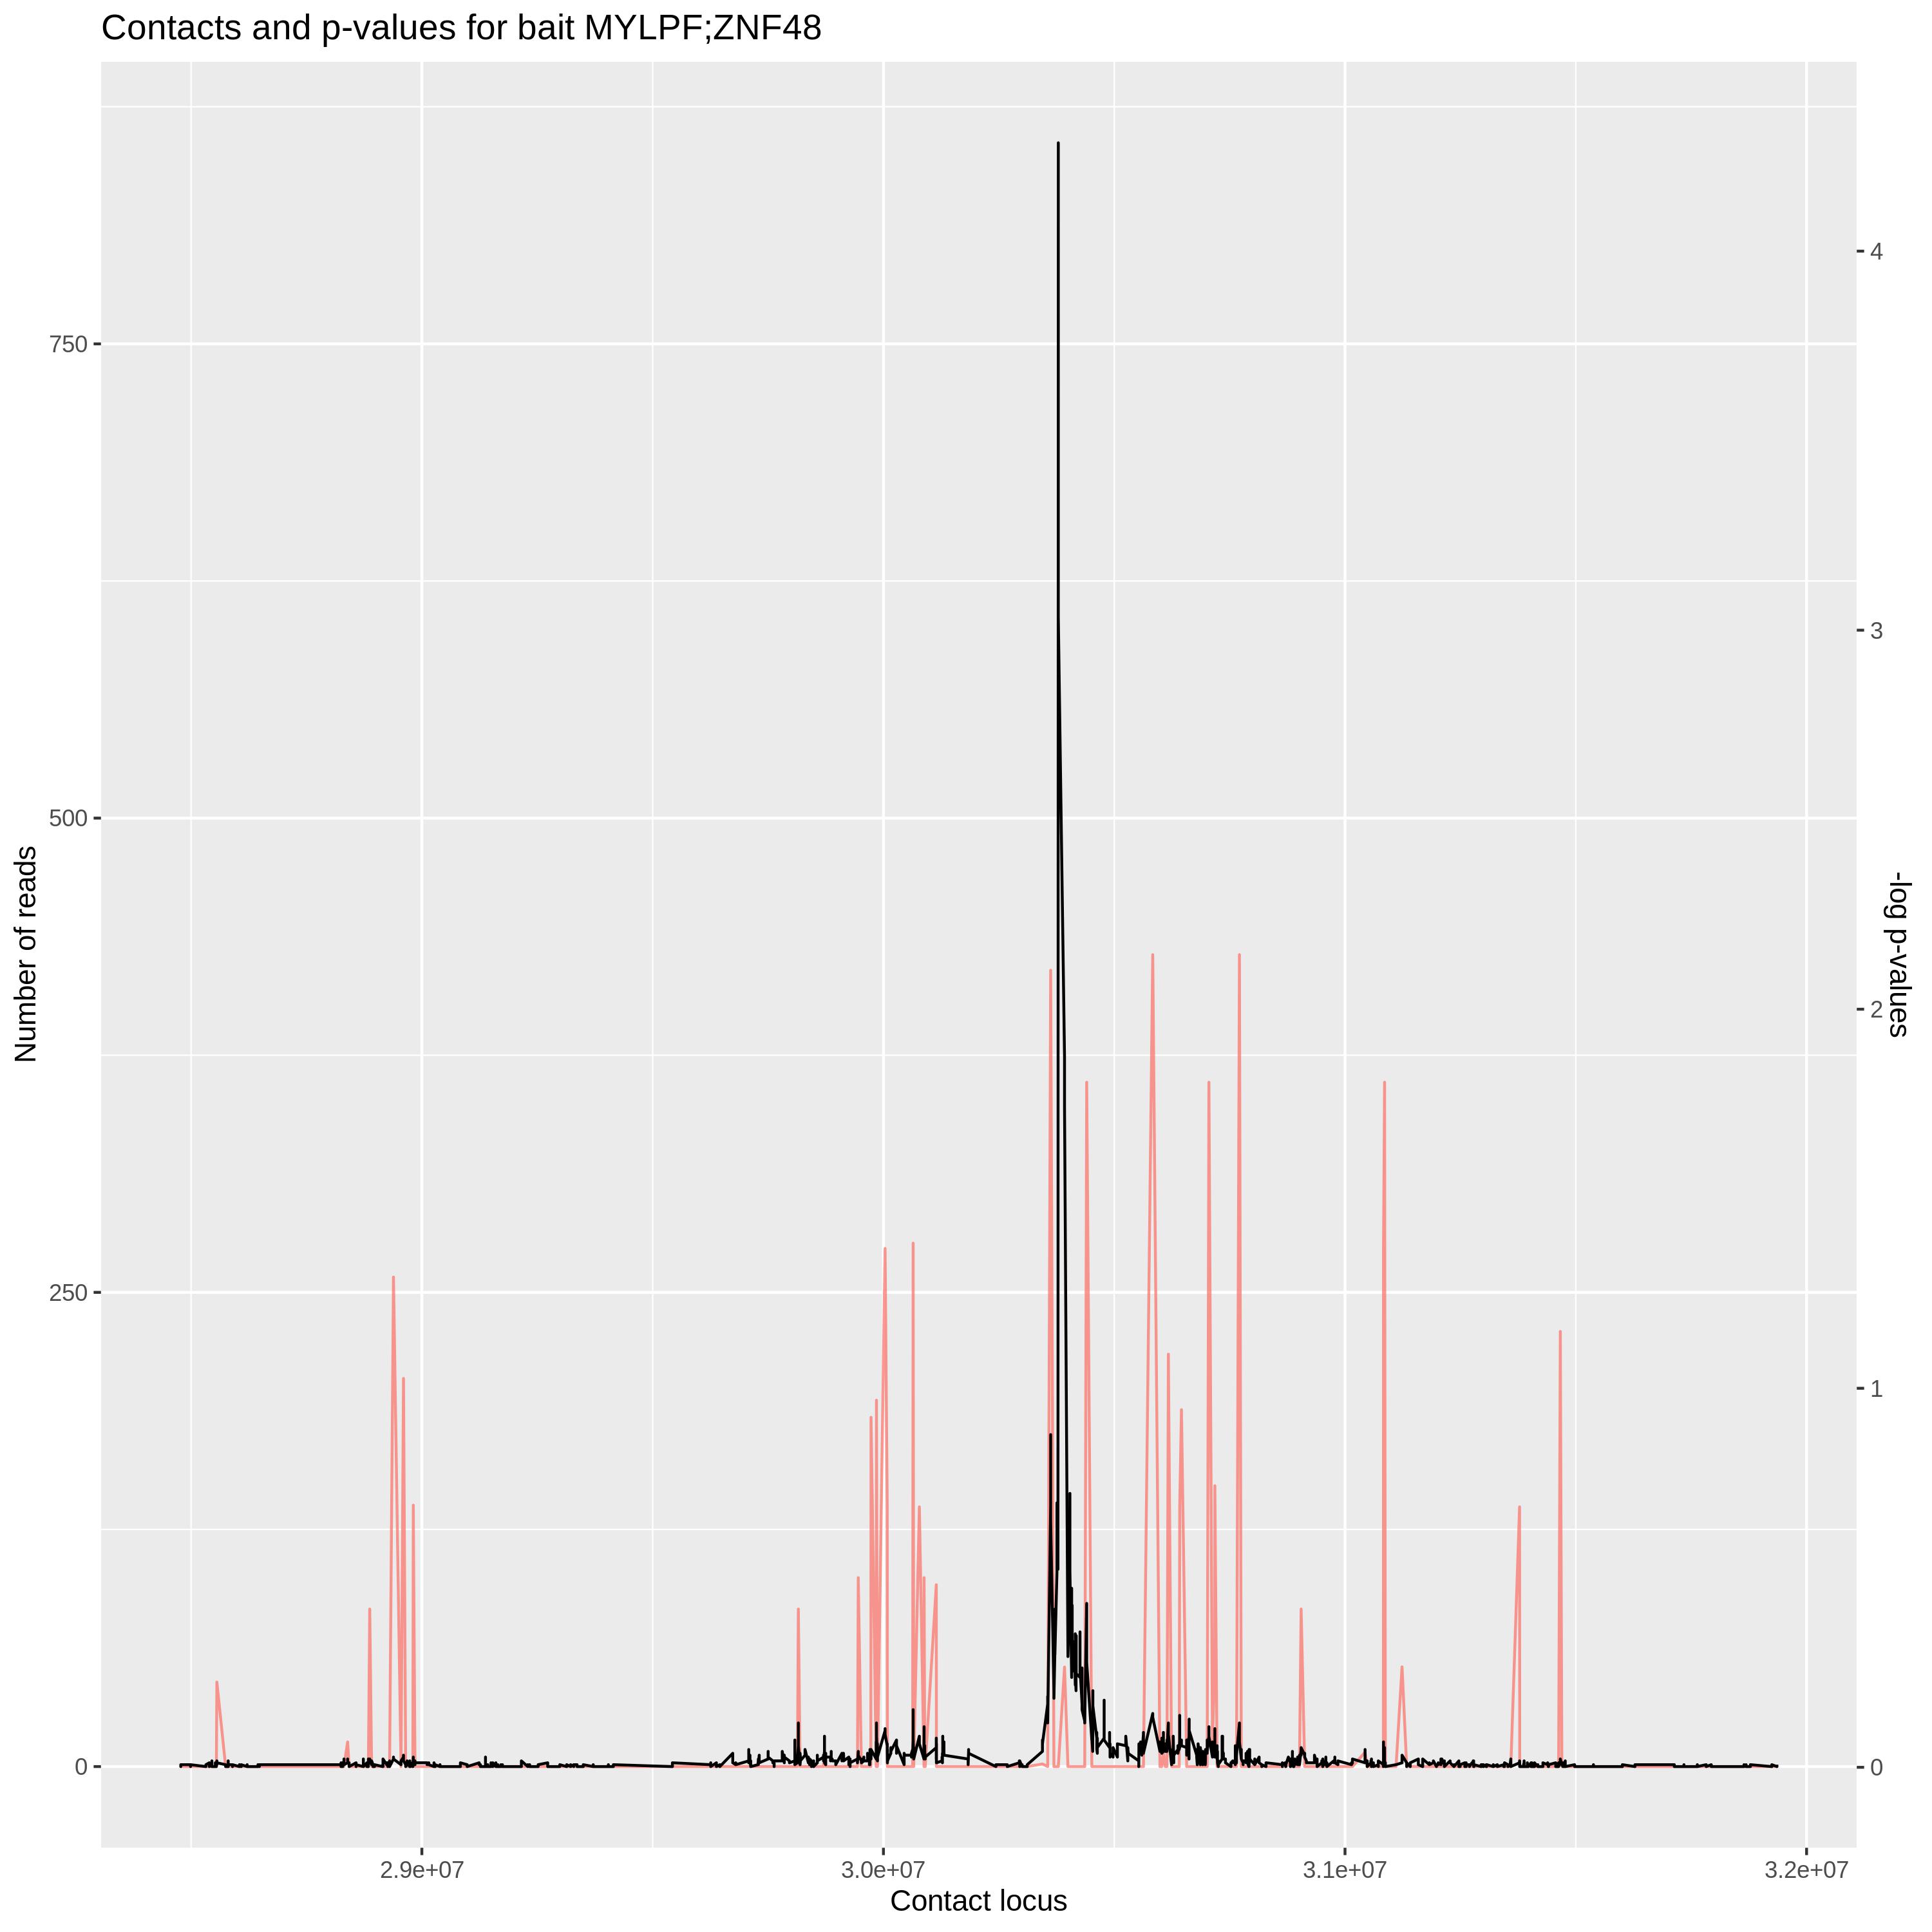 Contacts and p-values for bait MYLPF;ZNF48
Number of reads
750
500
250
0
4
3
2
1
0
-log p-values
2.9e+07
3.0e+07
3.1e+07
3.2e+07
Contact locus